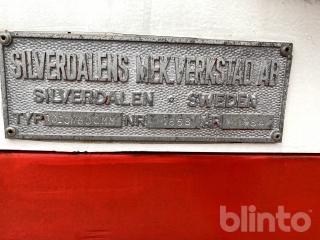 SILVERDALENS MEK.VERKSTAD AB
SILVERDALEN · SWEDEN
TYP NR ÅR
blinto